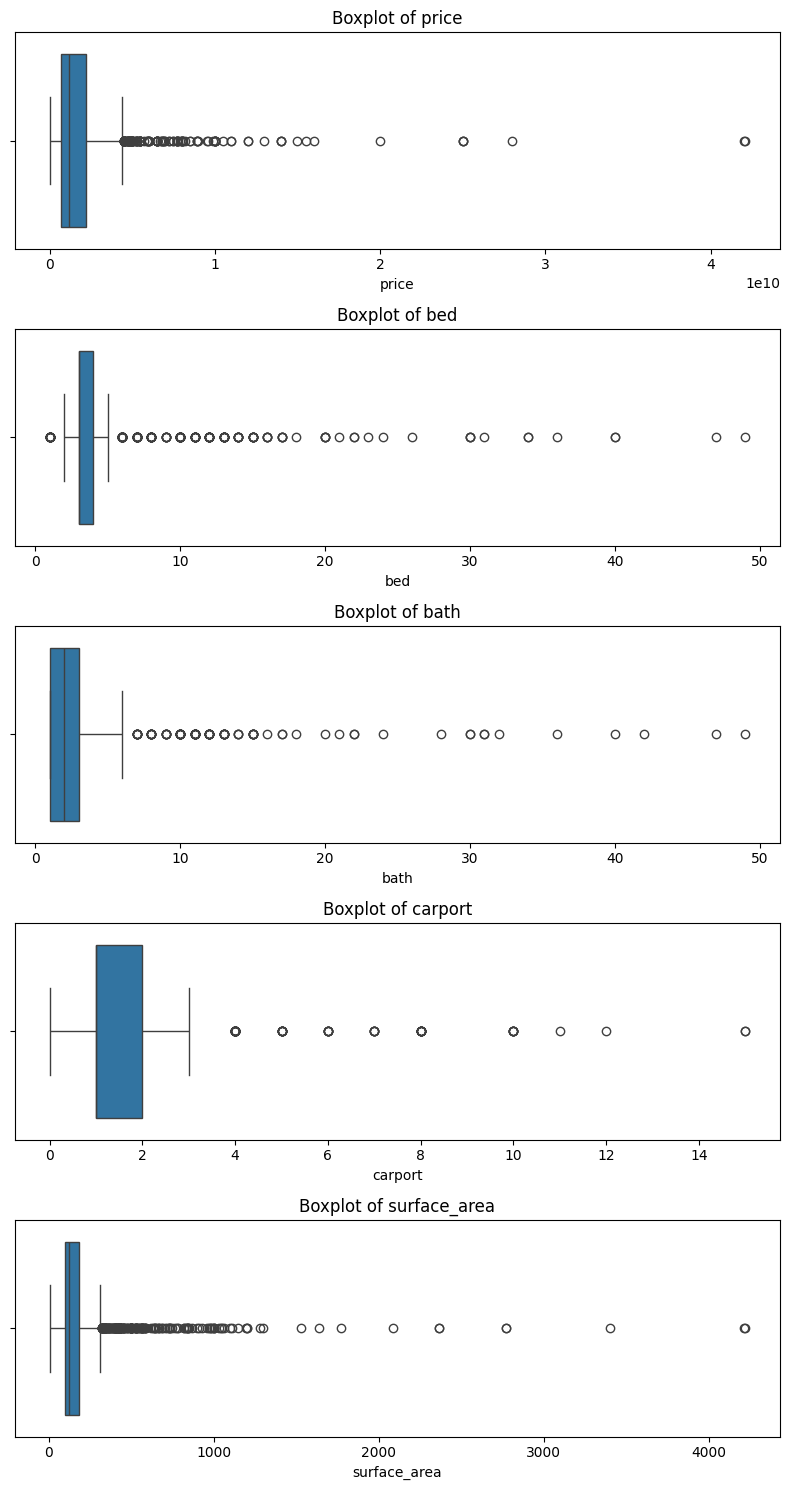 Boxplot of price
0 1 2 3 4
1e10
price
Boxplot of bed
0 10 20 30 40 50
bed
Boxplot of bath
0 10 20 30 40 50
bath
Boxplot of carport
0 2 4 6 8 10 12 14
carport
Boxplot of surface_area
0 1000 2000 3000 4000
surface_area